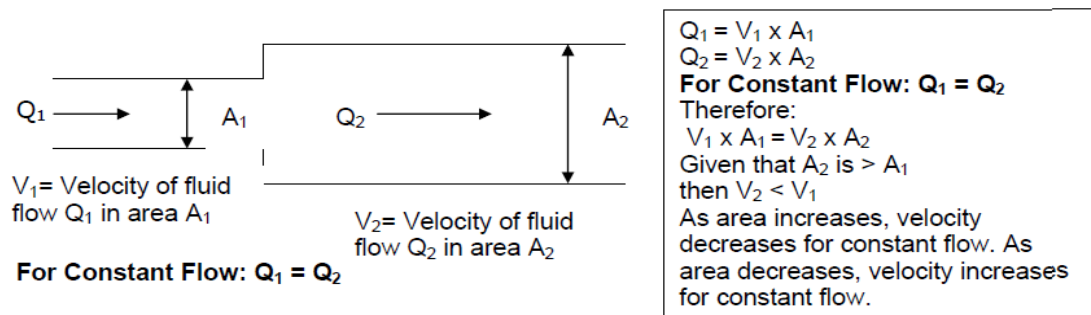 Q₁
A₁
Q₂
A₂
V₁= Velocity of fluid
flow Q₁ in area A₁
V₂= Velocity of fluid
flow Q₂ in area A₂
For Constant Flow: Q₁ = Q₂
Q₁ = V₁ x A₁
Q₂ = V₂ x A₂
For Constant Flow: Q₁ = Q₂
Therefore:
V₁ x A₁ = V₂ x A₂
Given that A₂ is > A₁
then V₂ < V₁
As area increases, velocity
decreases for constant flow. As
area decreases, velocity increases
for constant flow.